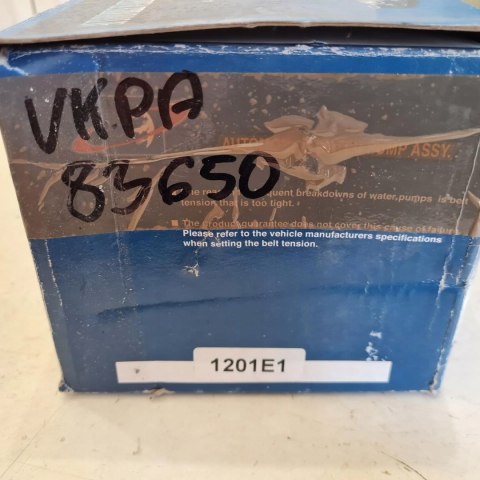 VKPA
83650
PUMP ASSY.
frequent breakdowns of water pumps is belt
tension that is too tight.
■ The product guarantee does not cover this cause of failure.
Please refer to the vehicle manufacturers specifications
when setting the belt tension.
1201E1